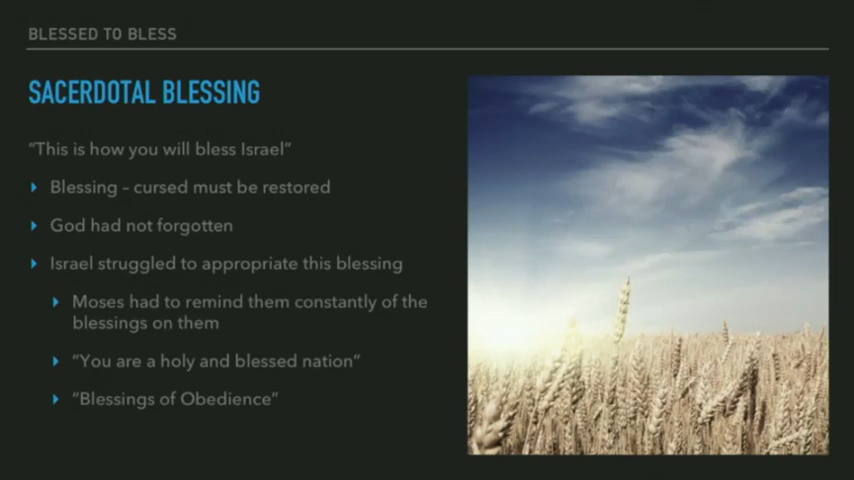 BLESSED TO BLESS
SACERDOTAL BLESSING
“This is how you will bless Israel”
Blessing – cursed must be restored
God had not forgotten
Israel struggled to appropriate this blessing
Moses had to remind them constantly of the
blessings on them
“You are a holy and blessed nation”
“Blessings of Obedience”